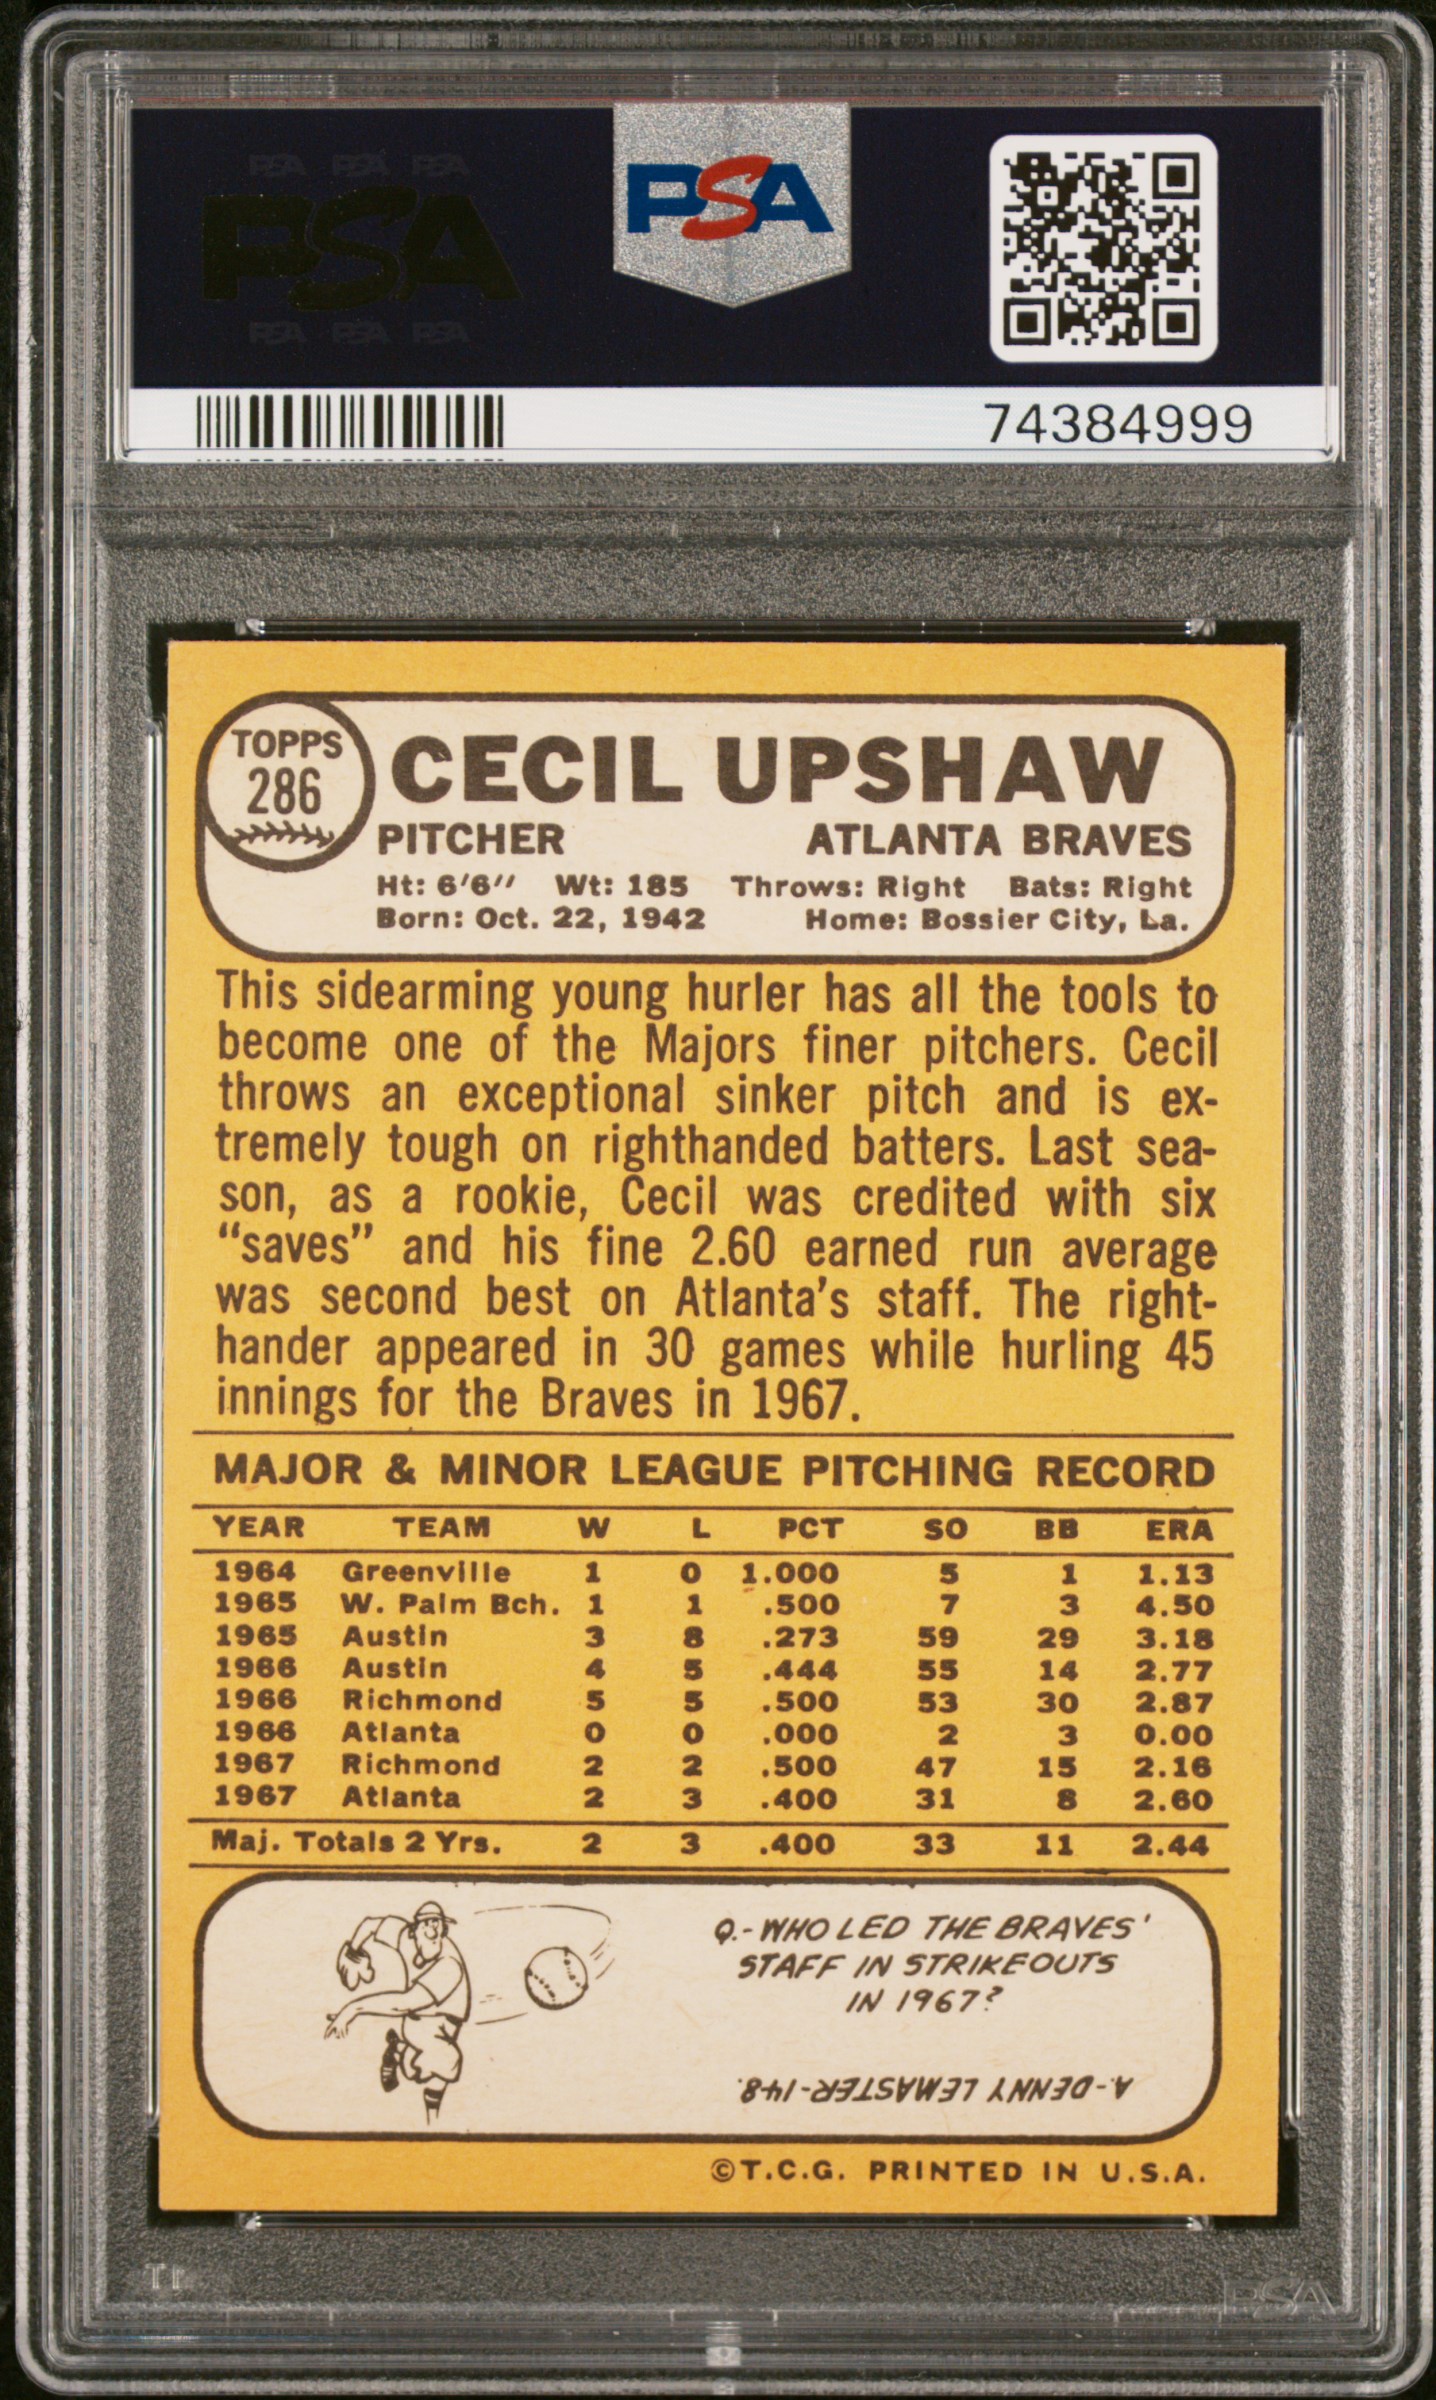 PSA PSA PSA
PSA
PSA PSA PSA
PSA
74384999
TOPPS
286
CECIL UPSHAW
PITCHER ATLANTA BRAVES
Ht: 6'6" Wt: 185 Throws: Right Bats: Right
Born: Oct. 22, 1942 Home: Bossier City, La.
This sidearming young hurler has all the tools to
become one of the Majors finer pitchers. Cecil
throws an exceptional sinker pitch and is ex-
tremely tough on righthanded batters. Last sea-
son, as a rookie, Cecil was credited with six
"saves" and his fine 2.60 earned run average
was second best on Atlanta's staff. The right-
hander appeared in 30 games while hurling 45
innings for the Braves in 1967.
MAJOR & MINOR LEAGUE PITCHING RECORD
YEAR TEAM W L PCT SO BB ERA
1964 Greenville 1 0 1.000 5 1 1.13
1965 W. Palm Bch. 1 1 .500 7 3 4.50
1965 Austin 3 8 .273 59 29 3.18
1966 Austin 4 5 .444 55 14 2.77
1966 Richmond 5 5 .500 53 30 2.87
1966 Atlanta 0 0 .000 2 3 0.00
1967 Richmond 2 2 .500 47 15 2.16
1967 Atlanta 2 3 .400 31 8 2.60
Maj. Totals 2 Yrs. 2 3 .400 33 11 2.44
Q.-WHO LED THE BRAVES'
STAFF IN STRIKEOUTS
IN 1967?
A.-DENNY LEMASTER-148.
©T.C.G. PRINTED IN U.S.A.
PSA